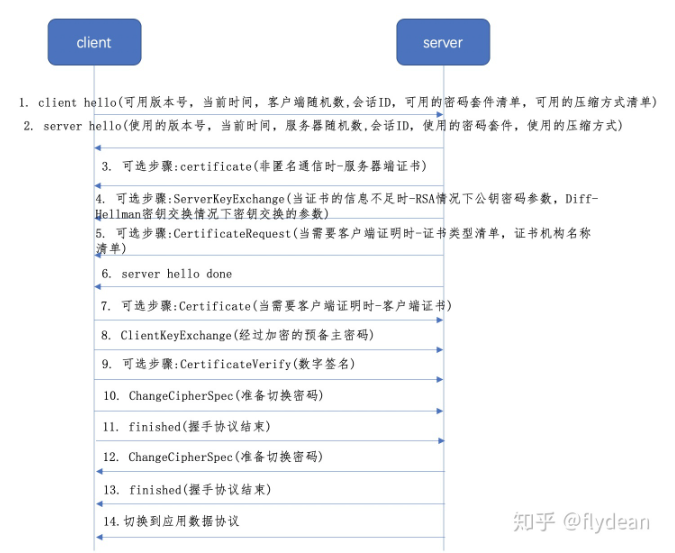 client
server
1. client hello(可用版本号，当前时间，客户端随机数,会话ID，可用的密码套件清单，可用的压缩方式清单)
2. server hello(使用的版本号，当前时间，服务器随机数,会话ID，使用的密码套件，使用的压缩方式)
3. 可选步骤:certificate(非匿名通信时-服务器端证书)
4. 可选步骤:ServerKeyExchange(当证书的信息不足时-RSA情况下公钥密码参数，Diff-
Hellman密钥交换情况下密钥交换的参数)
5. 可选步骤:CertificateRequest(当需要客户端证明时-证书类型清单，证书机构名称
清单)
6. server hello done
7. 可选步骤:Certificate(当需要客户端证明时-客户端证书)
8. ClientKeyExchange(经过加密的预备主密码)
9. 可选步骤:CertificateVerify(数字签名)
10. ChangeCipherSpec(准备切换密码)
11. finished(握手协议结束)
12. ChangeCipherSpec(准备切换密码)
13. finished(握手协议结束)
14.切换到应用数据协议
知乎 @flydean